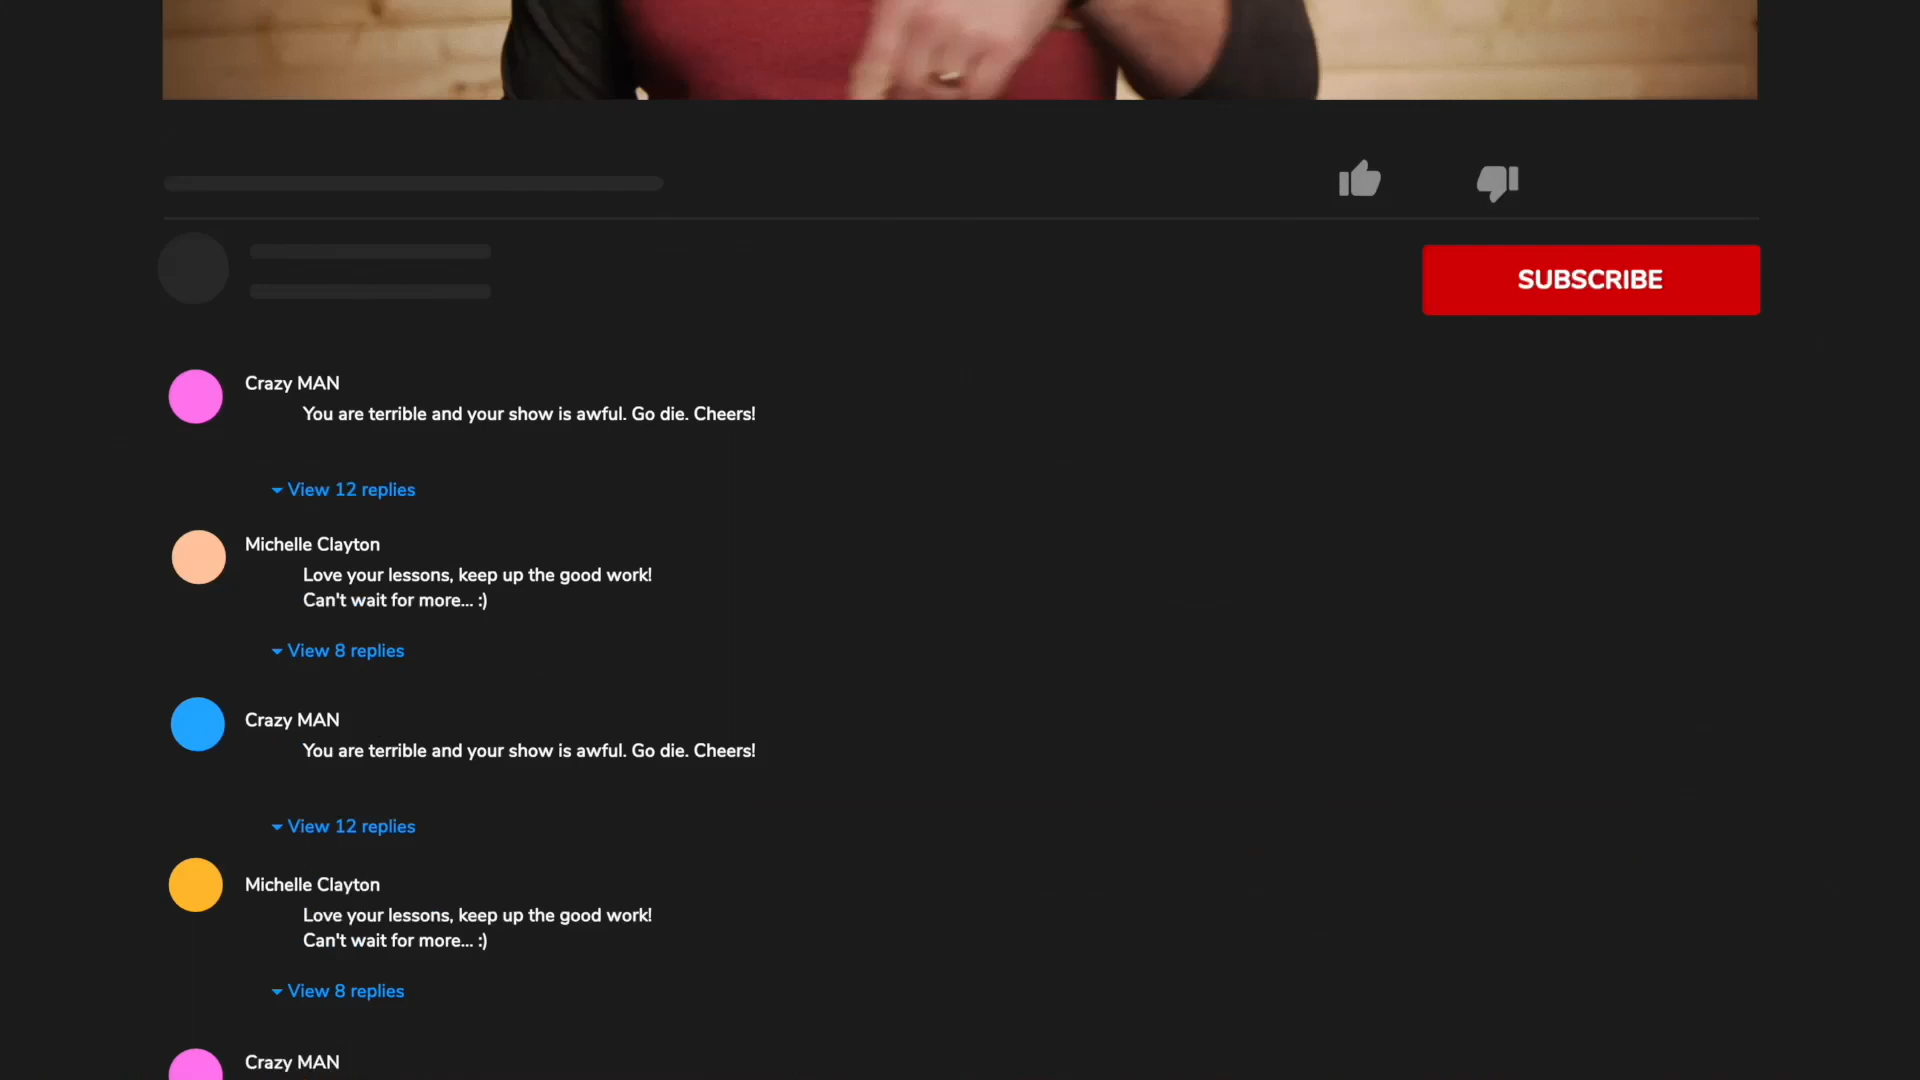 SUBSCRIBE
Crazy MAN
You are terrible and your show is awful. Go die. Cheers!
View 12 replies
Michelle Clayton
Love your lessons, keep up the good work!
Can't wait for more... :)
View 8 replies
Crazy MAN
You are terrible and your show is awful. Go die. Cheers!
View 12 replies
Michelle Clayton
Love your lessons, keep up the good work!
Can't wait for more... :)
View 8 replies
Crazy MAN